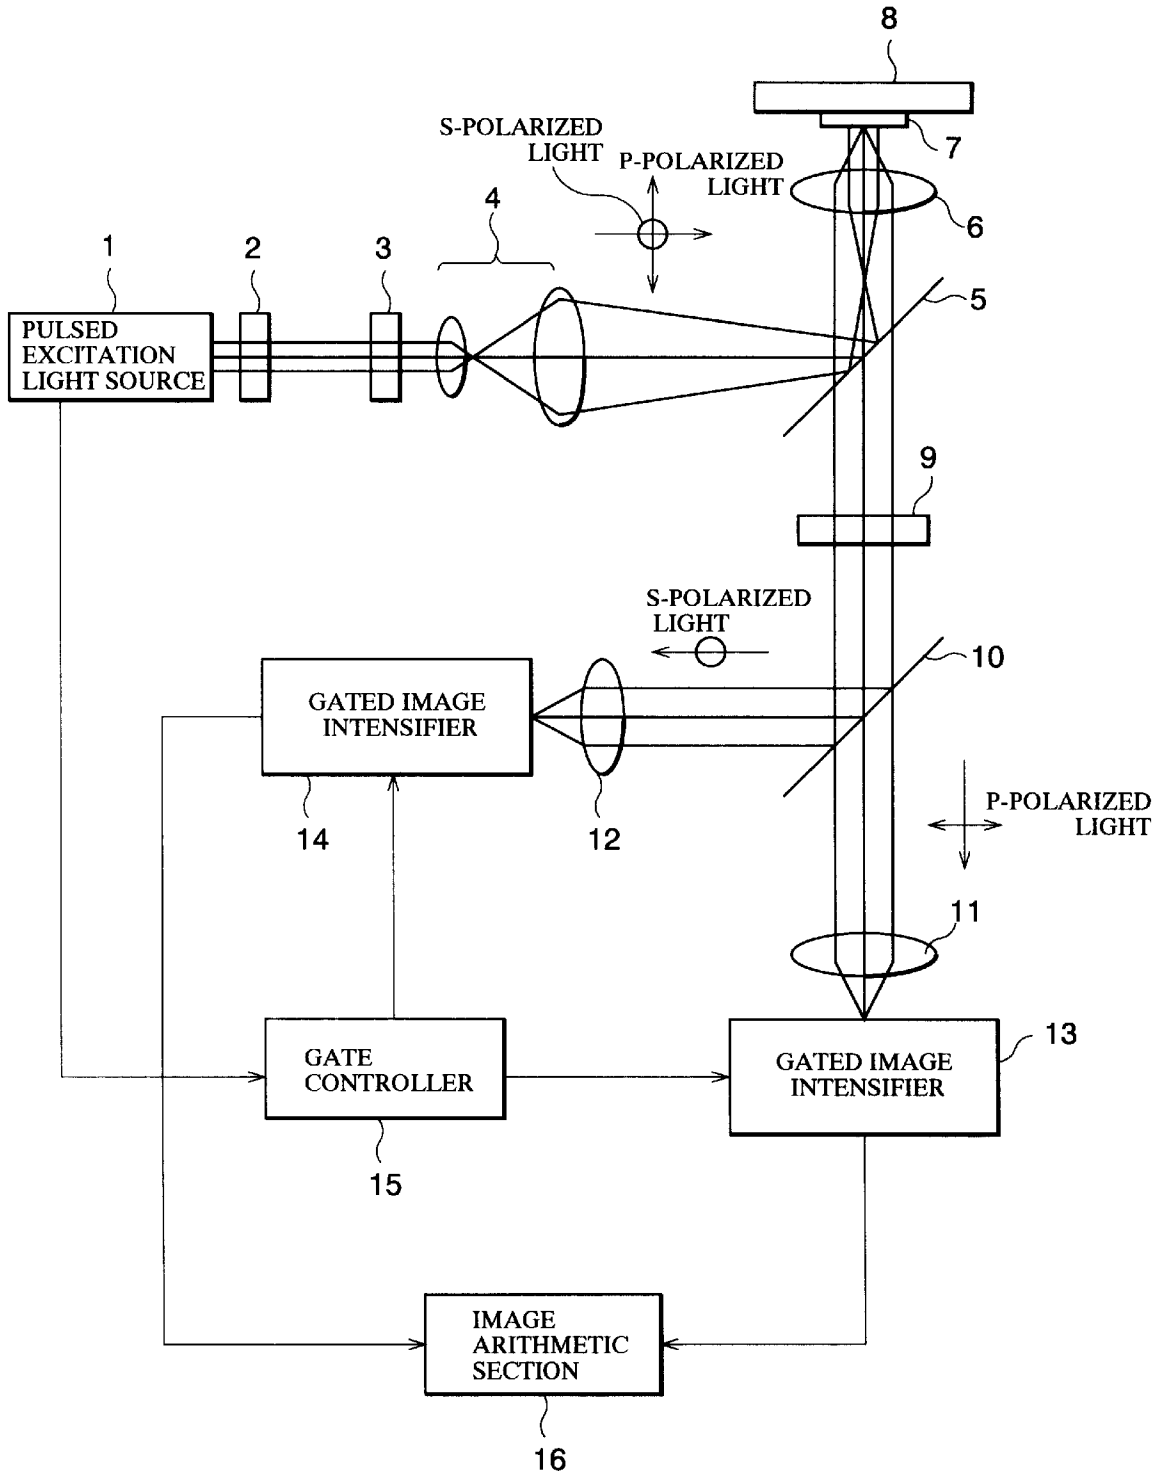 8
S-POLARIZED
LIGHT
P-POLARIZED
LIGHT
7
4
6
1
2
3
5
PULSED
EXCITATION
LIGHT SOURCE
9
S-POLARIZED
LIGHT
10
GATED IMAGE
INTENSIFIER
14
12
P-POLARIZED
LIGHT
11
GATE
CONTROLLER
15
GATED IMAGE
INTENSIFIER
13
IMAGE
ARITHMETIC
SECTION
16